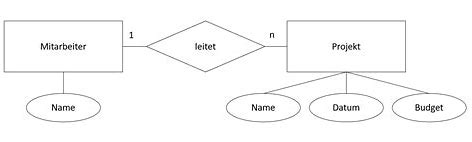 Mitarbeiter
1
leitet
n
Projekt
Name
Name
Datum
Budget